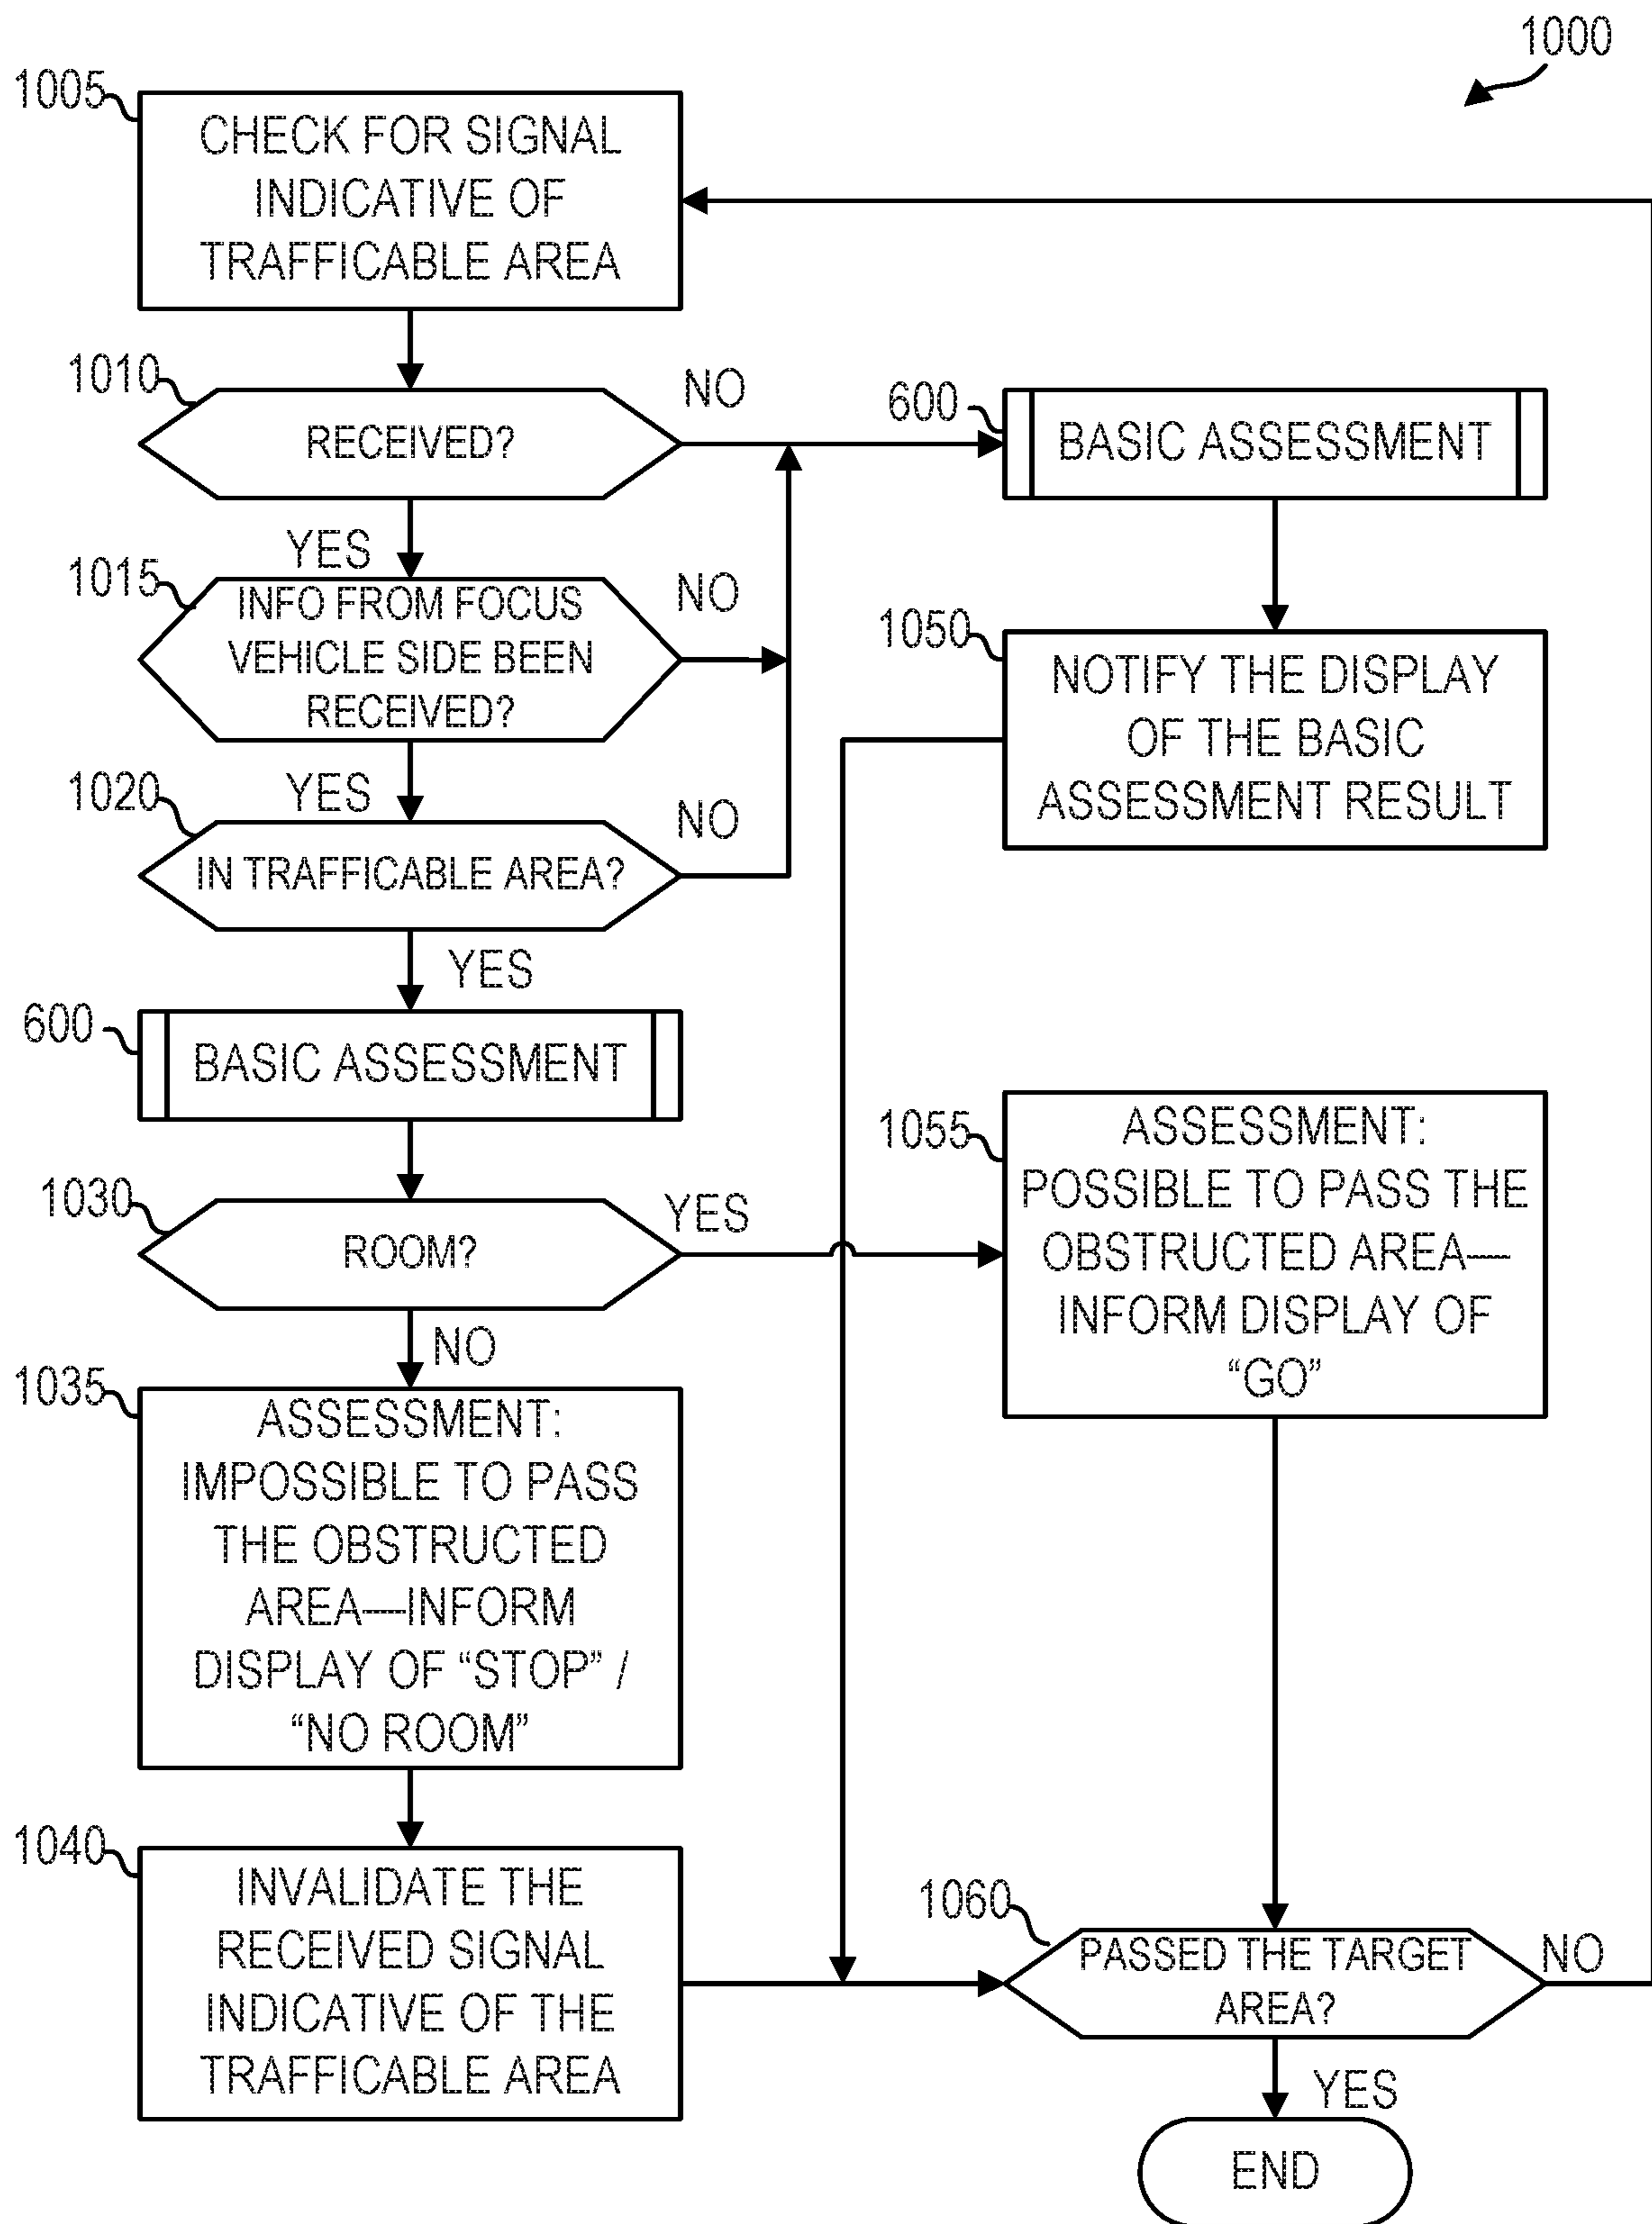 1000
1005
CHECK FOR SIGNAL
INDICATIVE OF
TRAFFICABLE AREA
1010
RECEIVED?
NO
YES
600
BASIC ASSESSMENT
1015
INFO FROM FOCUS
VEHICLE SIDE BEEN
RECEIVED?
NO
YES
1050
NOTIFY THE DISPLAY
OF THE BASIC
ASSESSMENT RESULT
1020
IN TRAFFICABLE AREA?
NO
YES
600
BASIC ASSESSMENT
1030
ROOM?
YES
NO
1055
ASSESSMENT:
POSSIBLE TO PASS THE
OBSTRUCTED AREA—
INFORM DISPLAY OF
“GO”
1035
ASSESSMENT:
IMPOSSIBLE TO PASS
THE OBSTRUCTED
AREA—INFORM
DISPLAY OF “STOP” /
“NO ROOM”
1040
INVALIDATE THE
RECEIVED SIGNAL
INDICATIVE OF THE
TRAFFICABLE AREA
1060
PASSED THE TARGET
AREA?
NO
YES
END